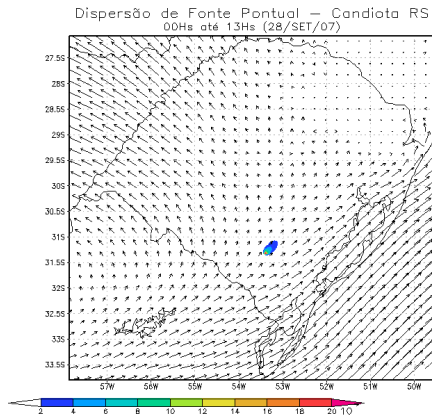 Dispersão de Fonte Pontual – Candiota RS
00Hs até 13Hs (28/SET/07)
27.5S
28S
28.5S
29S
29.5S
30S
30.5S
31S
31.5S
32S
32.5S
33S
33.5S
57W 56W 55W 54W 53W 52W 51W 50W
2 4 6 8 10 12 14 16 18 20 10